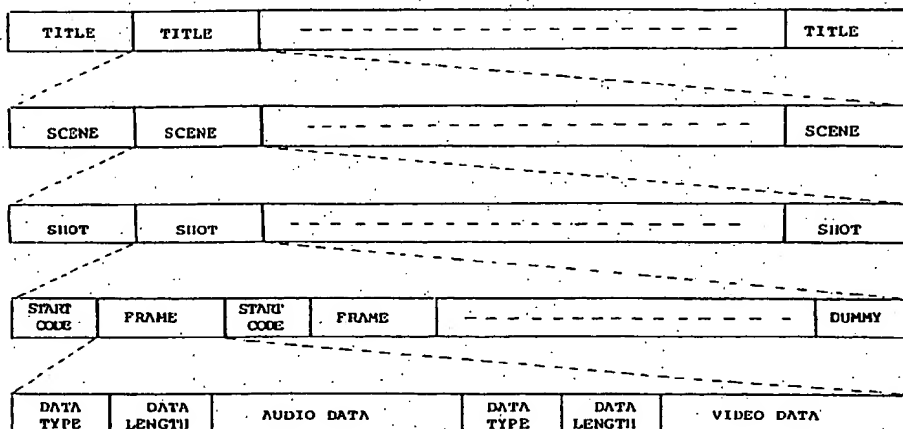 TITLE TITLE TITLE
SCENE SCENE SCENE
SHOT SHOT SHOT
START CODE FRAME START CODE FRAME DUMMY
DATA TYPE DATA LENGTH AUDIO DATA DATA TYPE DATA LENGTH VIDEO DATA